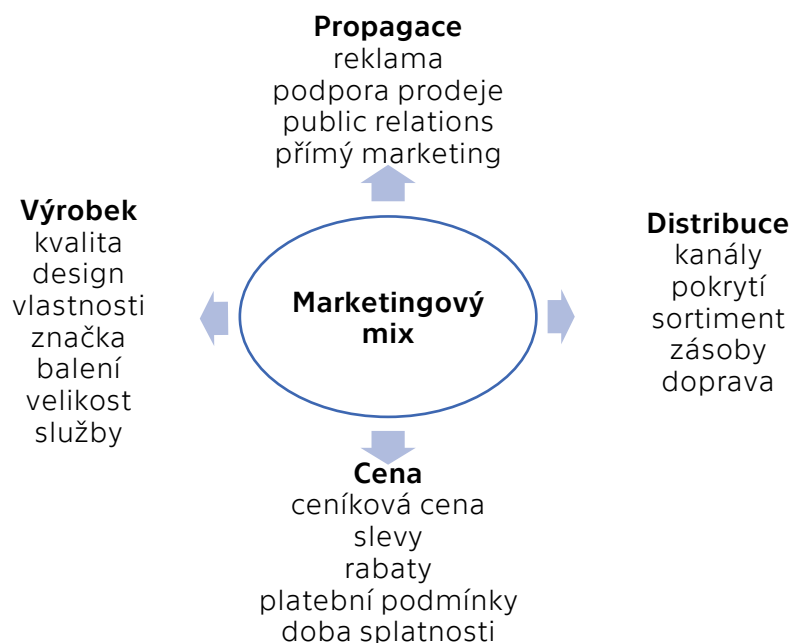 Propagace
reklama
podpora prodeje
public relations
přímý marketing
Výrobek
kvalita
design
vlastnosti
značka
balení
velikost
služby
Marketingový
mix
Distribuce
kanály
pokrytí
sortiment
zásoby
doprava
Cena
ceníková cena
slevy
rabaty
platební podmínky
doba splatnosti